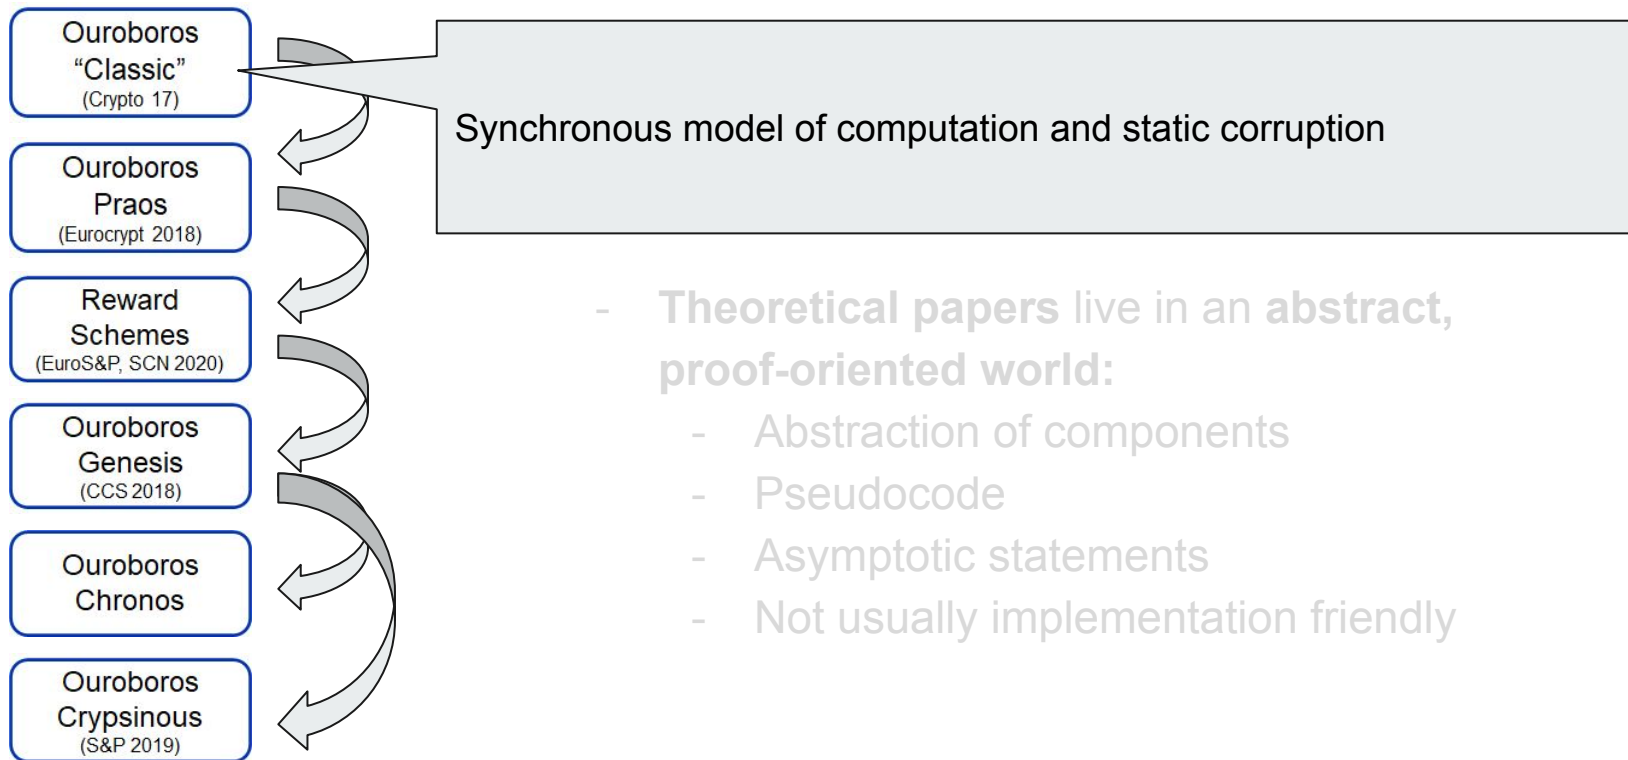 Ouroboros
“Classic”
(Crypto 17)
Ouroboros
Praos
(Eurocrypt 2018)
Reward
Schemes
(EuroS&P, SCN 2020)
Ouroboros
Genesis
(CCS 2018)
Ouroboros
Chronos
Ouroboros
Crypsinous
(S&P 2019)
Synchronous model of computation and static corruption
- Theoretical papers live in an abstract,
proof-oriented world:
- Abstraction of components
- Pseudocode
- Asymptotic statements
- Not usually implementation friendly